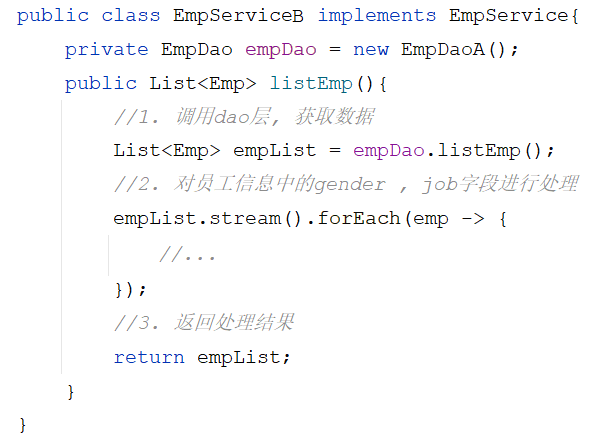 public class EmpServiceB implements EmpService{
private EmpDao empDao = new EmpDaoA();
public List<Emp> listEmp(){
//1. 调用dao层, 获取数据
List<Emp> empList = empDao.listEmp();
//2. 对员工信息中的gender , job字段进行处理
empList.stream().forEach(emp -> {
//...
});
//3. 返回处理结果
return empList;
}
}